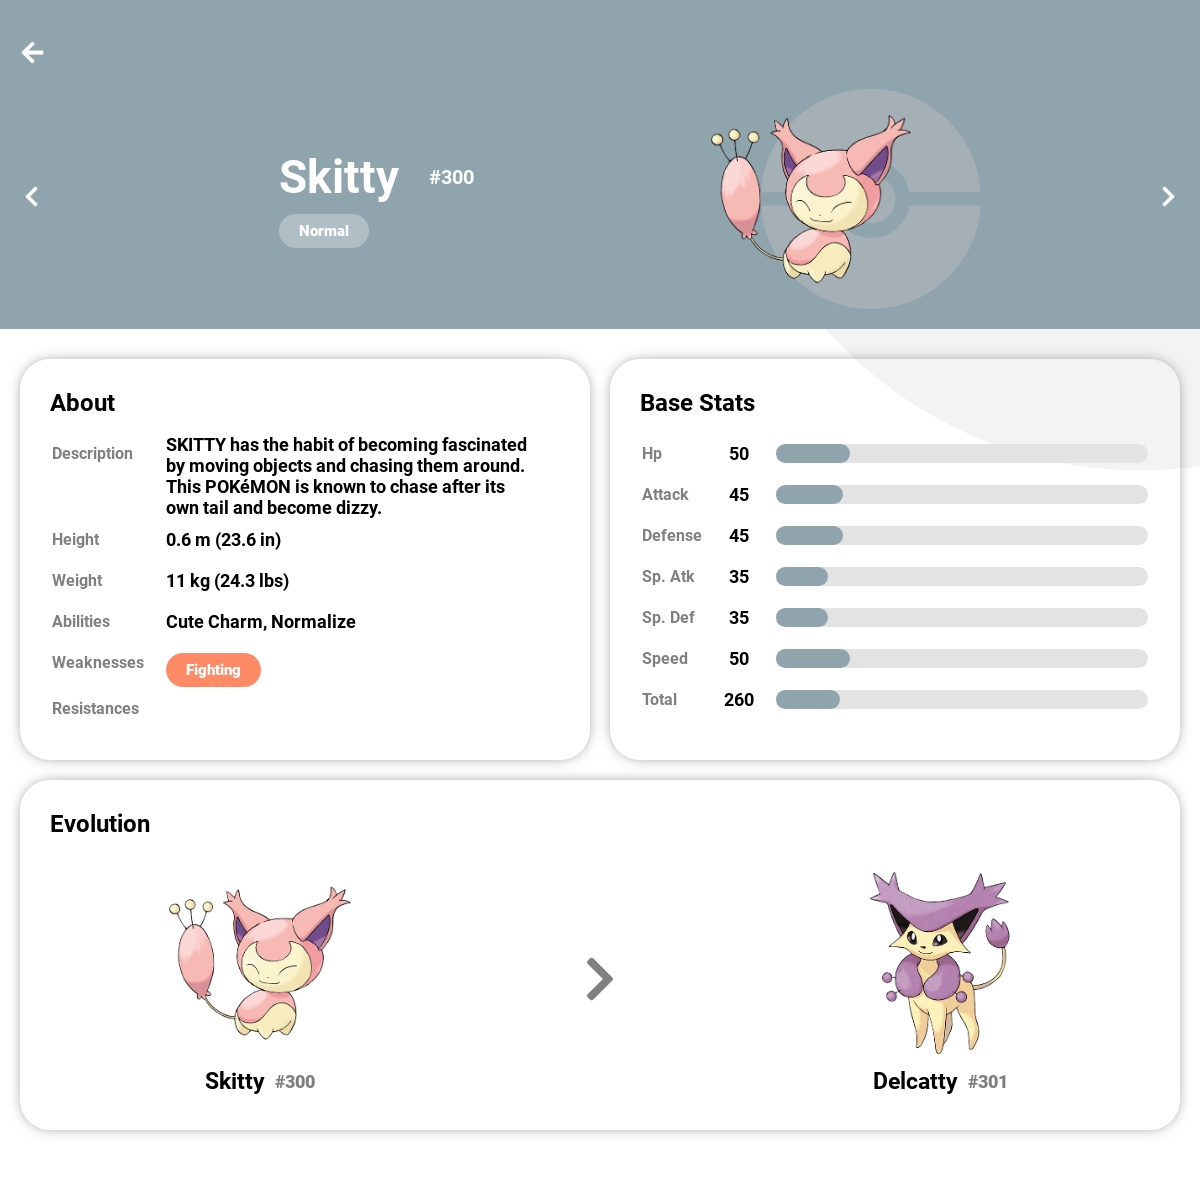 Skitty #300
Normal
About
Description SKITTY has the habit of becoming fascinated
by moving objects and chasing them around.
This POKéMON is known to chase after its
own tail and become dizzy.
Height 0.6 m (23.6 in)
Weight 11 kg (24.3 lbs)
Abilities Cute Charm, Normalize
Weaknesses Fighting
Resistances
Base Stats
Hp 50
Attack 45
Defense 45
Sp. Atk 35
Sp. Def 35
Speed 50
Total 260
Evolution
Skitty #300
Delcatty #301